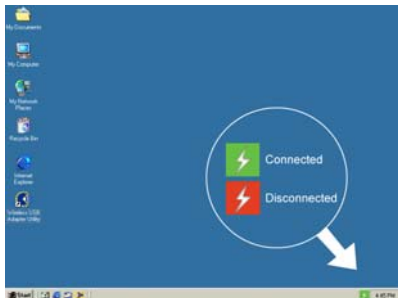 My Documents
My Computer
My Network
Places
Recycle Bin
Internet
Explorer
Wireless USB
Adapter Utility
Connected
Disconnected
Start
4:45 PM